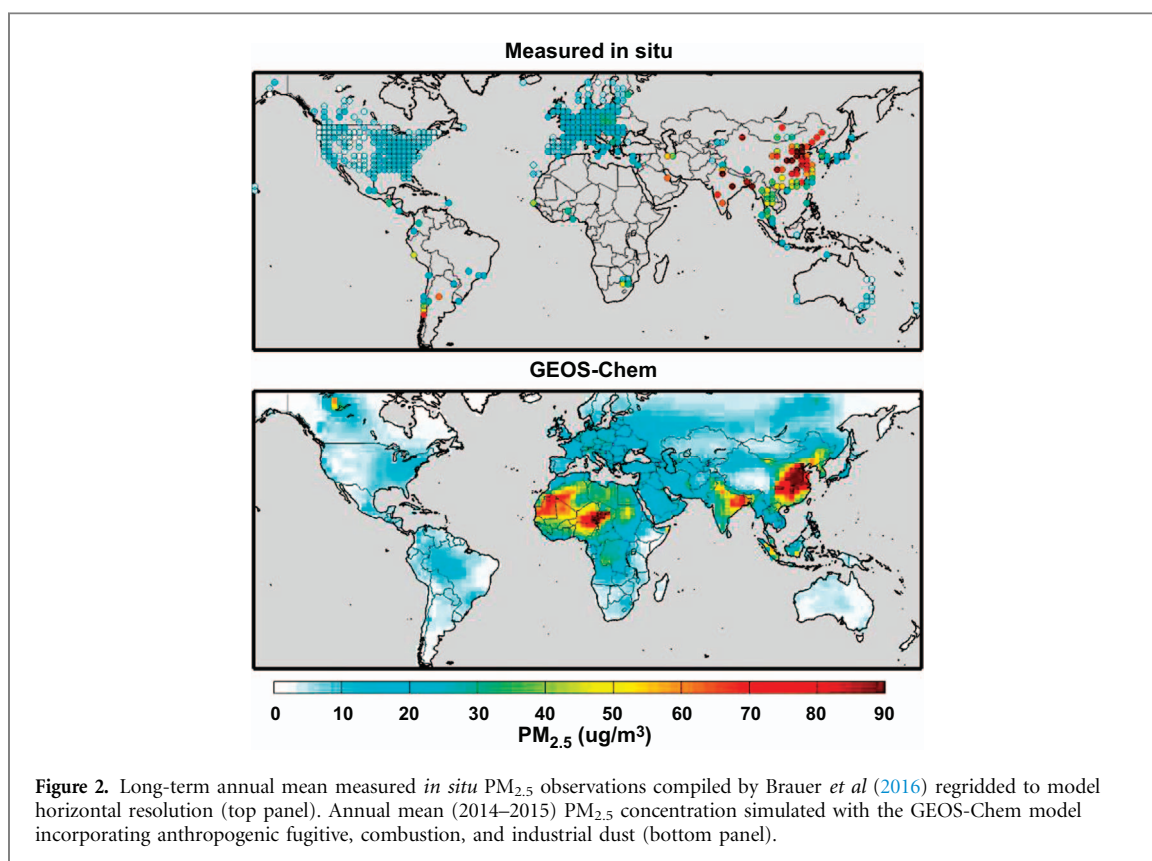 Measured in situ
GEOS-Chem
0 10 20 30 40 50 60 70 80 90
PM2.5 (ug/m³)
Figure 2. Long-term annual mean measured in situ PM2.5 observations compiled by Brauer et al (2016) regridded to model
horizontal resolution (top panel). Annual mean (2014–2015) PM2.5 concentration simulated with the GEOS-Chem model
incorporating anthropogenic fugitive, combustion, and industrial dust (bottom panel).